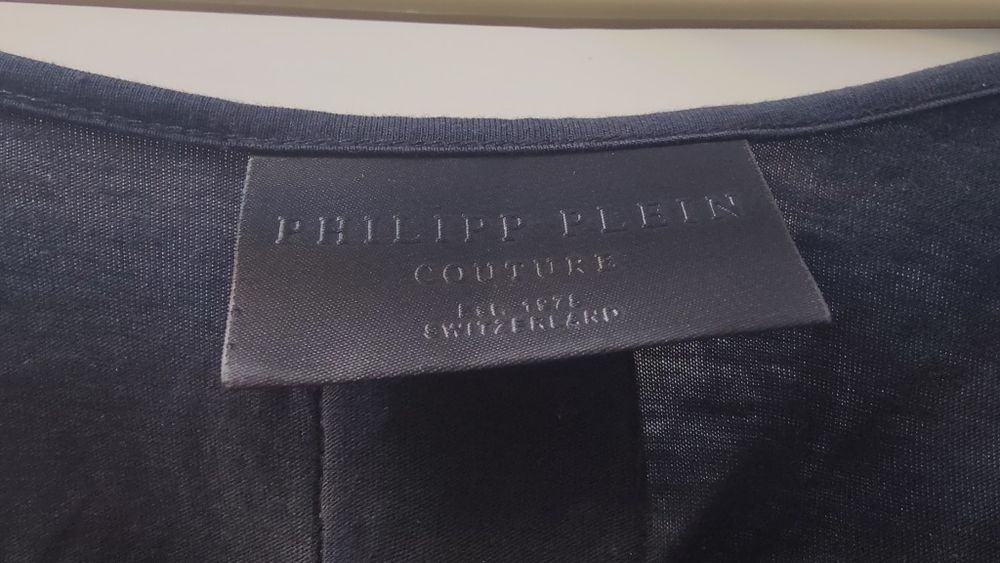 PHILIPP PLEIN
COUTURE
EST. 1978
SWITZERLAND